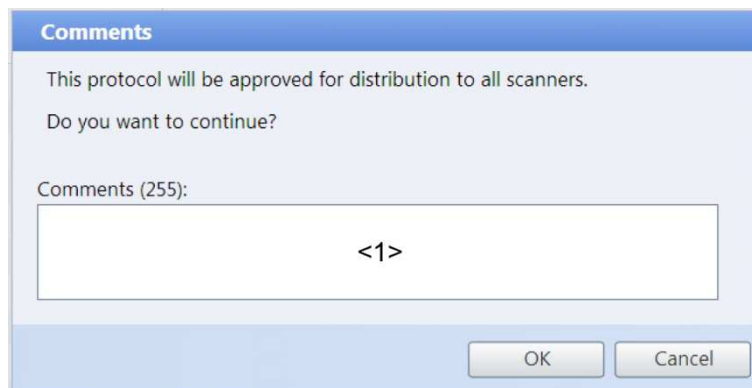 Comments
This protocol will be approved for distribution to all scanners.
Do you want to continue?
Comments (255):
<1>
OK Cancel